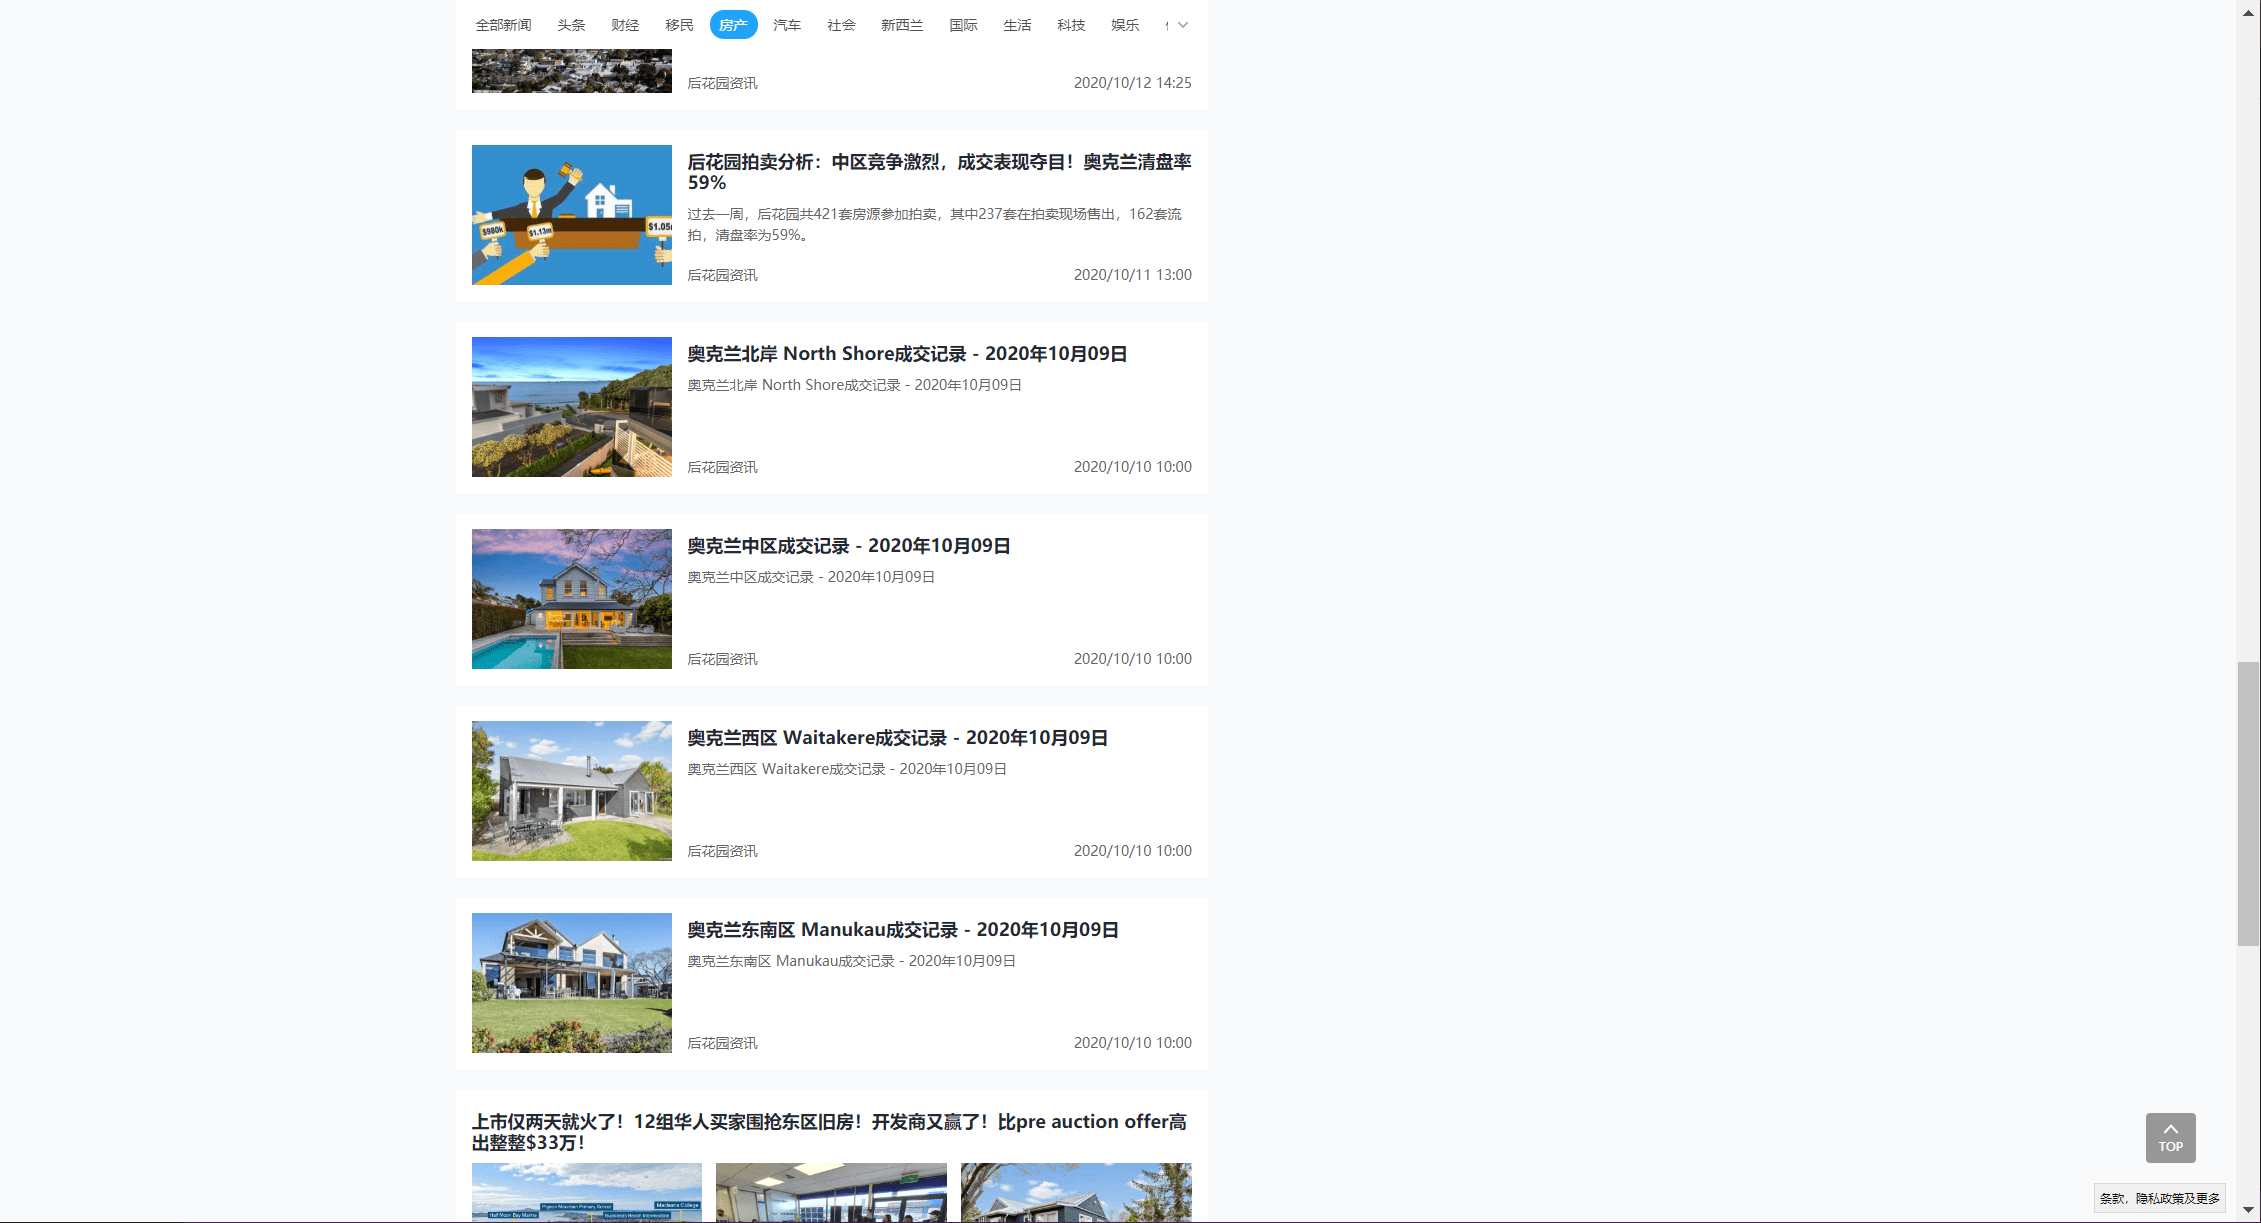 全部新闻 头条 财经 移民 房产 汽车 社会 新西兰 国际 生活 科技 娱乐
后花园资讯 2020/10/12 14:25
后花园拍卖分析：中区竞争激烈，成交表现夺目！奥克兰清盘率
59%
过去一周，后花园共421套房源参加拍卖，其中237套在拍卖现场售出，162套流
拍，清盘率为59%。
$980k $1.13m $1.05
后花园资讯 2020/10/11 13:00
奥克兰北岸 North Shore成交记录 - 2020年10月09日
奥克兰北岸 North Shore成交记录 - 2020年10月09日
后花园资讯 2020/10/10 10:00
奥克兰中区成交记录 - 2020年10月09日
奥克兰中区成交记录 - 2020年10月09日
后花园资讯 2020/10/10 10:00
奥克兰西区 Waitakere成交记录 - 2020年10月09日
奥克兰西区 Waitakere成交记录 - 2020年10月09日
后花园资讯 2020/10/10 10:00
奥克兰东南区 Manukau成交记录 - 2020年10月09日
奥克兰东南区 Manukau成交记录 - 2020年10月09日
后花园资讯 2020/10/10 10:00
上市仅两天就火了！12组华人买家围抢东区旧房！开发商又赢了！比pre auction offer高
出整整$33万！
Pigeon Mountain Primary School
Macleans College
Half Moon Bay Marina
Bucklands Beach Intermediate
TOP
条款，隐私政策及更多